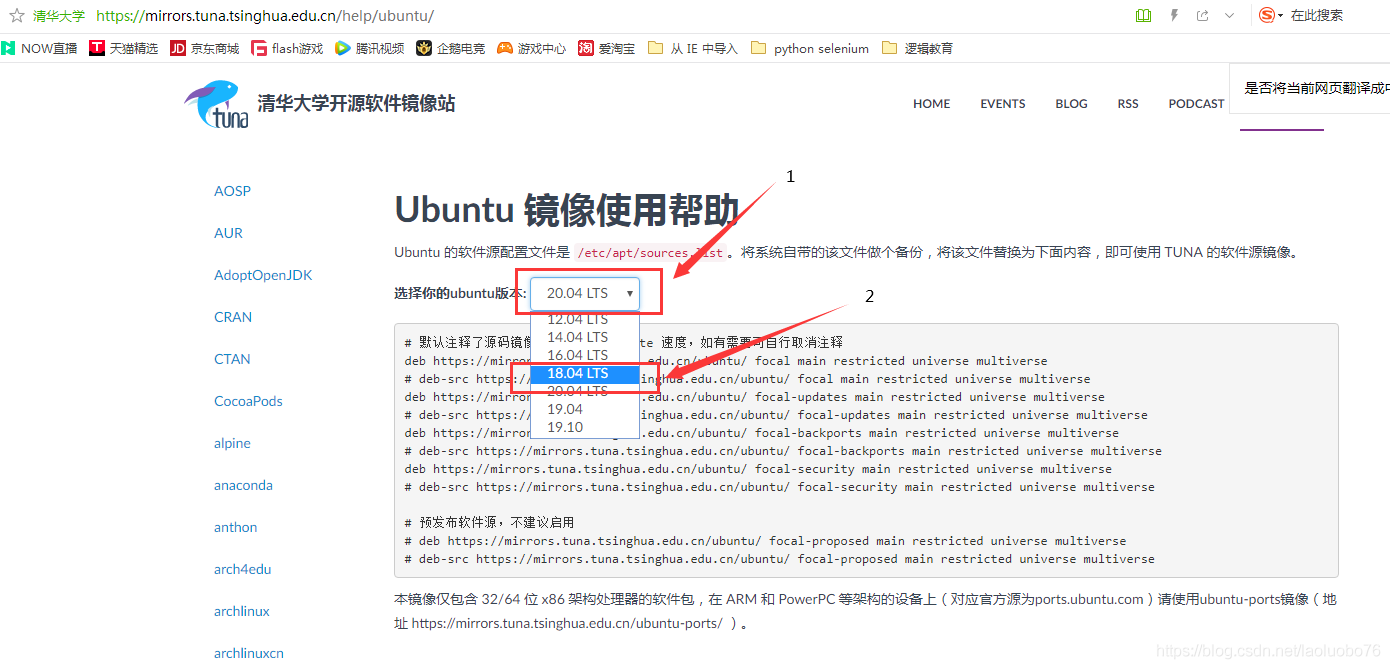 清华大学 https://mirrors.tuna.tsinghua.edu.cn/help/ubuntu/ 在此搜索
NOW直播 天猫精选 京东商城 flash游戏 腾讯视频 企鹅电竞 游戏中心 爱淘宝 从 IE 中导入 python selenium 逻辑教育
是否将当前网页翻译成中
tuna 清华大学开源软件镜像站 HOME EVENTS BLOG RSS PODCAST
1
AOSP
AUR
AdoptOpenJDK
CRAN
CTAN
CocoaPods
alpine
anaconda
anthon
arch4edu
archlinux
archlinuxcn
Ubuntu 镜像使用帮助
Ubuntu 的软件源配置文件是 /etc/apt/sources.list 。将系统自带的该文件做个备份，将该文件替换为下面内容，即可使用 TUNA 的软件源镜像。
选择你的ubuntu版本: 20.04 LTS
2
12.04 LTS
14.04 LTS
16.04 LTS
18.04 LTS
20.04 LTS
19.04
19.10
# 默认注释了源码镜像 te 速度，如有需要可自行取消注释
deb https://mirror edu.cn/ubuntu/ focal main restricted universe multiverse
# deb-src https:/ inghua.edu.cn/ubuntu/ focal main restricted universe multiverse
deb https://mirror edu.cn/ubuntu/ focal-updates main restricted universe multiverse
# deb-src https:/ inghua.edu.cn/ubuntu/ focal-updates main restricted universe multiverse
deb https://mirror edu.cn/ubuntu/ focal-backports main restricted universe multiverse
# deb-src https://mirrors.tuna.tsinghua.edu.cn/ubuntu/ focal-backports main restricted universe multiverse
deb https://mirrors.tuna.tsinghua.edu.cn/ubuntu/ focal-security main restricted universe multiverse
# deb-src https://mirrors.tuna.tsinghua.edu.cn/ubuntu/ focal-security main restricted universe multiverse
# 预发布软件源，不建议启用
# deb https://mirrors.tuna.tsinghua.edu.cn/ubuntu/ focal-proposed main restricted universe multiverse
# deb-src https://mirrors.tuna.tsinghua.edu.cn/ubuntu/ focal-proposed main restricted universe multiverse
本镜像仅包含 32/64 位 x86 架构处理器的软件包，在 ARM 和 PowerPC 等架构的设备上（对应官方源为ports.ubuntu.com）请使用ubuntu-ports镜像（地
址 https://mirrors.tuna.tsinghua.edu.cn/ubuntu-ports/ ）。
https://blog.csdn.net/laoluobo76